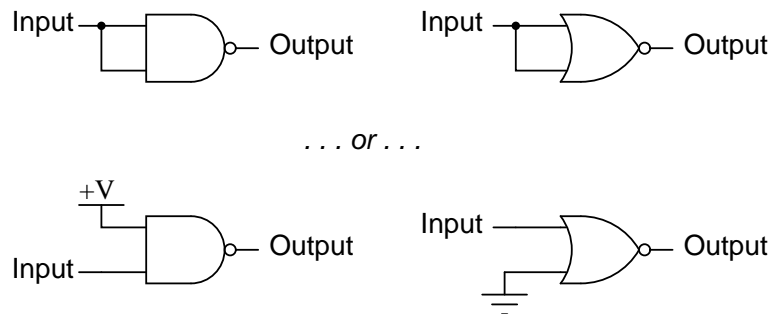 Input Output Input Output
. . . or . . .
+V
Input Output
Input Output